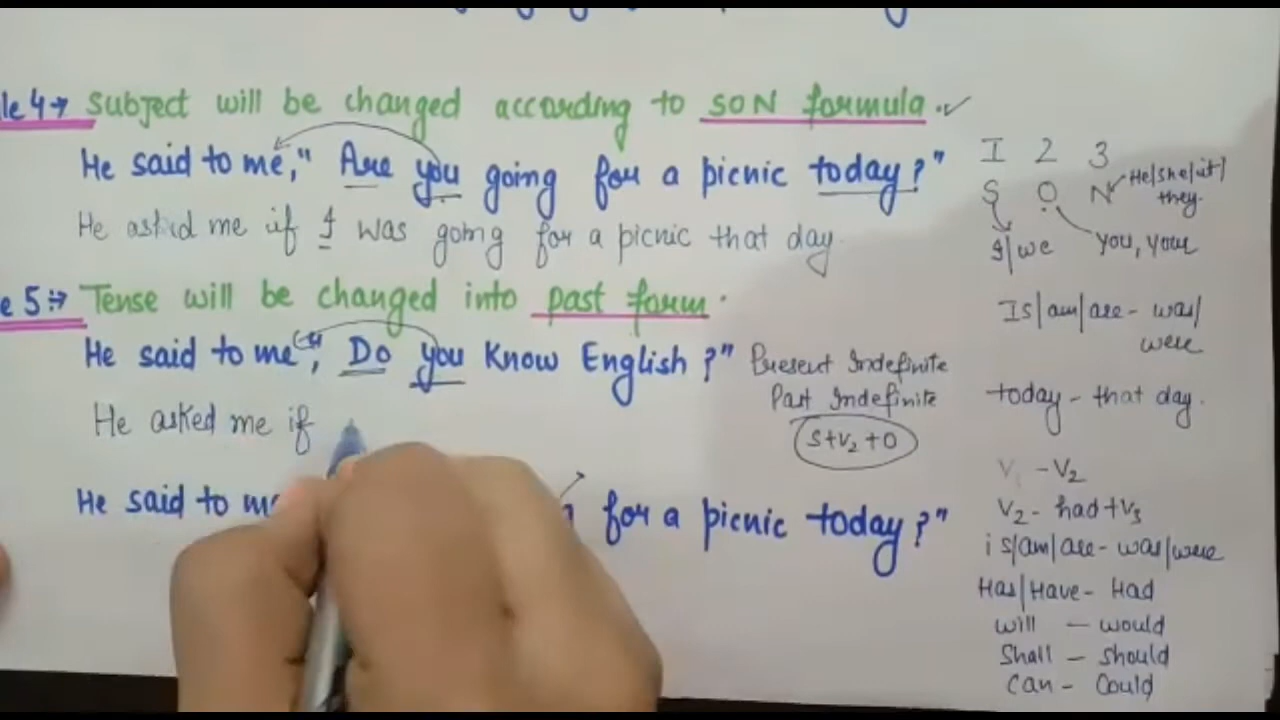 le 4→ Subject will be changed according to SON formula.
He said to me," Are you going for a picnic today?"
He asked me if I was going for a picnic that day.
e 5:→ Tense will be changed into past form.
He said to me," Do you Know English?"
He asked me if
He said to me for a picnic today?"
Present Indefinite
Past Indefinite
S+V2+O
I 2 3
S O N He/she/it/
they
I/we you, your
Is/am/are - was/
were
today - that day.
V1 - V2
V2 - had+V3
is/am/are - was/were
Has/Have - Had
will - would
Shall - should
Can - Could